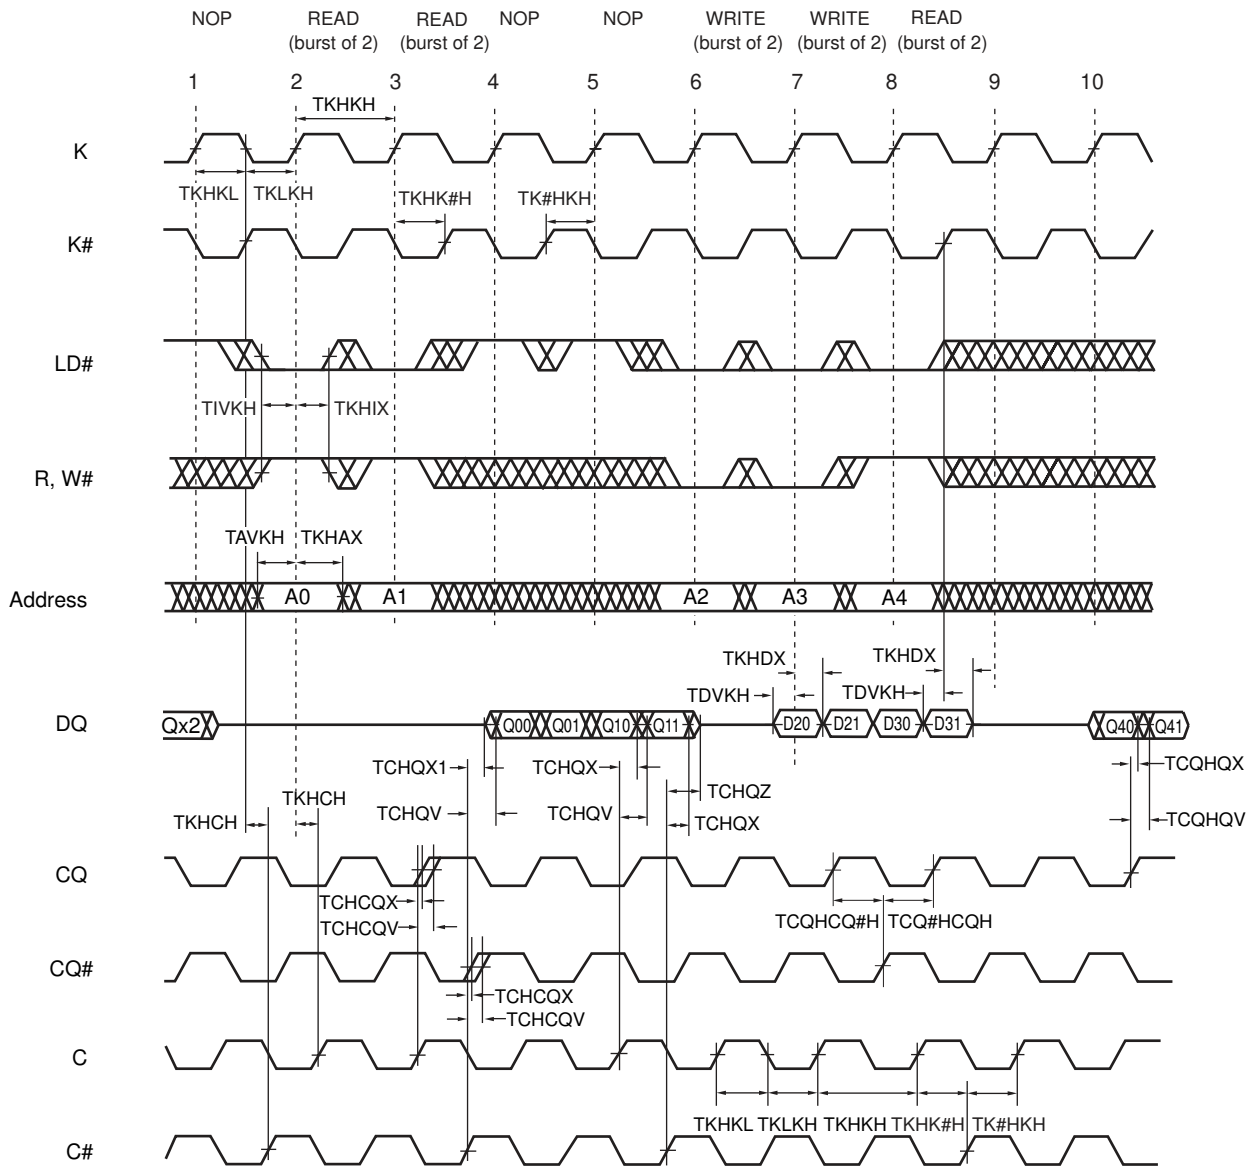 NOP READ READ NOP NOP WRITE WRITE READ
(burst of 2) (burst of 2) (burst of 2) (burst of 2) (burst of 2)
1 2 3 4 5 6 7 8 9 10
TKHKH
K
TKHKL TKLKH TKHK#H TK#HKH
K#
LD#
TIVKH TKHIX
R, W#
TAVKH TKHAX
Address A0 A1 A2 A3 A4
TKHDX TKHDX
TDVKH TDVKH
DQ Qx2 Q00 Q01 Q10 Q11 D20 D21 D30 D31 Q40 Q41
TCHQX1 TCHQX TCQHQX
TKHCH TCHQZ
TKHCH TCHQV TCHQV TCHQX TCQHQV
CQ
TCHCQX
TCHCQV TCQHCQ#H TCQ#HCQH
CQ#
TCHCQX
TCHCQV
C
TKHKL TKLKH TKHKH TKHK#H TK#HKH
C#